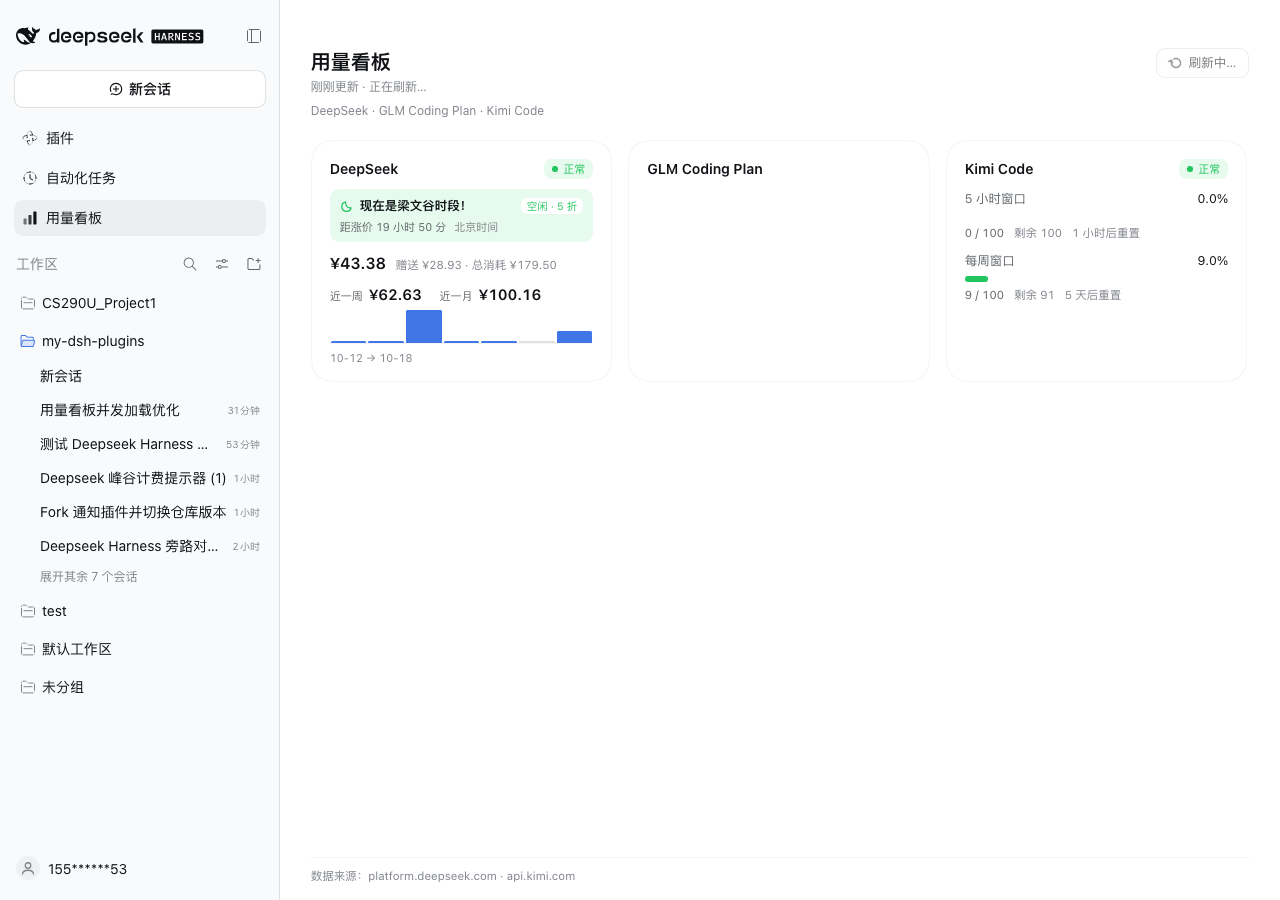 deepseek HARNESS
新会话
插件
自动化任务
用量看板
工作区
CS290U_Project1
my-dsh-plugins
新会话
用量看板并发加载优化 31分钟
测试 Deepseek Harness ... 53分钟
Deepseek 峰谷计费提示器 (1) 1小时
Fork 通知插件并切换仓库版本 1小时
Deepseek Harness 旁路对... 2小时
展开其余 7 个会话
test
默认工作区
未分组
155******53
用量看板
刷新中...
刚刚更新 · 正在刷新...
DeepSeek · GLM Coding Plan · Kimi Code
DeepSeek 正常
现在是梁文谷时段! 空闲 · 5 折
距涨价 19 小时 50 分 北京时间
¥43.38 赠送 ¥28.93 · 总消耗 ¥179.50
近一周 ¥62.63 近一月 ¥100.16
10-12 → 10-18
GLM Coding Plan
Kimi Code 正常
5 小时窗口 0.0%
0 / 100 剩余 100 1 小时后重置
每周窗口 9.0%
9 / 100 剩余 91 5 天后重置
数据来源: platform.deepseek.com · api.kimi.com